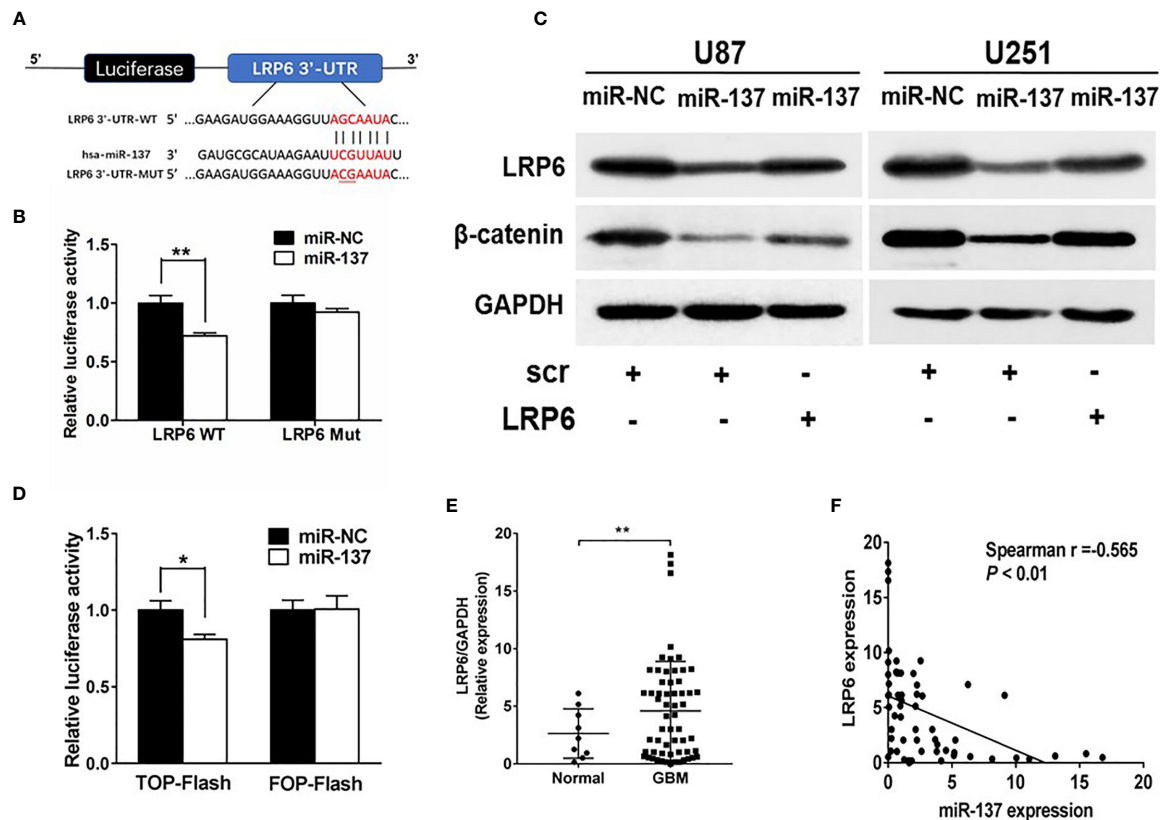 A
5' Luciferase LRP6 3'-UTR 3'
LRP6 3'-UTR-WT 5' ...GAAGAUGGAAAGGUUAGCAAUAC...
hsa-miR-137 3' GAUGCGCAUAAGAAUUCGUUAUU
LRP6 3'-UTR-MUT 5' ...GAAGAUGGAAAGGUUACGAAUAC...
B
Relative luciferase activity
1.5
1.0
0.5
0.0
**
miR-NC
miR-137
LRP6 WT LRP6 Mut
C
U87 U251
miR-NC miR-137 miR-137 miR-NC miR-137 miR-137
LRP6
β-catenin
GAPDH
scr + + - + + -
LRP6 - - + - - +
D
Relative luciferase activity
1.5
1.0
0.5
0.0
*
miR-NC
miR-137
TOP-Flash FOP-Flash
E
LRP6/GAPDH
(Relative expression)
20
15
10
5
0
**
Normal GBM
F
LRP6 expression
20
15
10
5
0
Spearman r =-0.565
P < 0.01
0 5 10 15 20
miR-137 expression